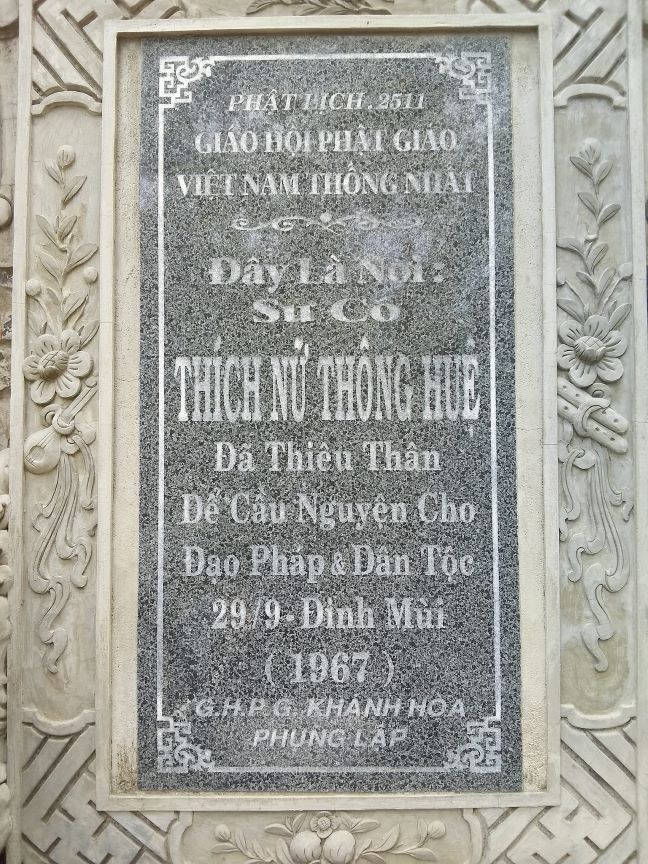 PHẬT LỊCH.2511
GIÁO HỘI PHẬT GIÁO
VIỆT NAM THỐNG NHẤT
Đây Là Nơi:
Sư Cô
THÍCH NỮ THÔNG HUỆ
Đã Thiêu Thân
Để Cầu Nguyện Cho
Đạo Pháp & Dân Tộc
29/9-Đinh Mùi
(1967)
G.H.P.G. KHÁNH HÒA
PHỤNG LẬP